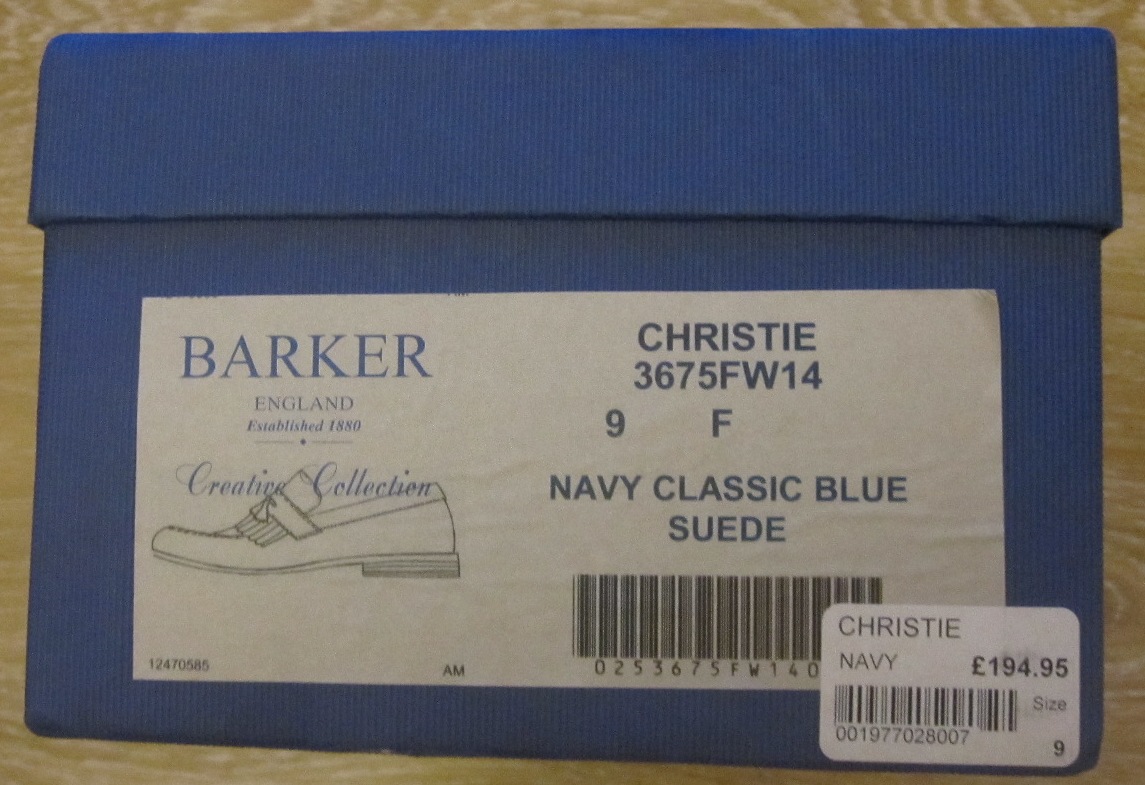 BARKER
ENGLAND
Established 1880
Creative Collection
12470585
AM
CHRISTIE
3675FW14
9 F
NAVY CLASSIC BLUE
SUEDE
0253675FW140
CHRISTIE
NAVY £194.95
Size
001977028007
9